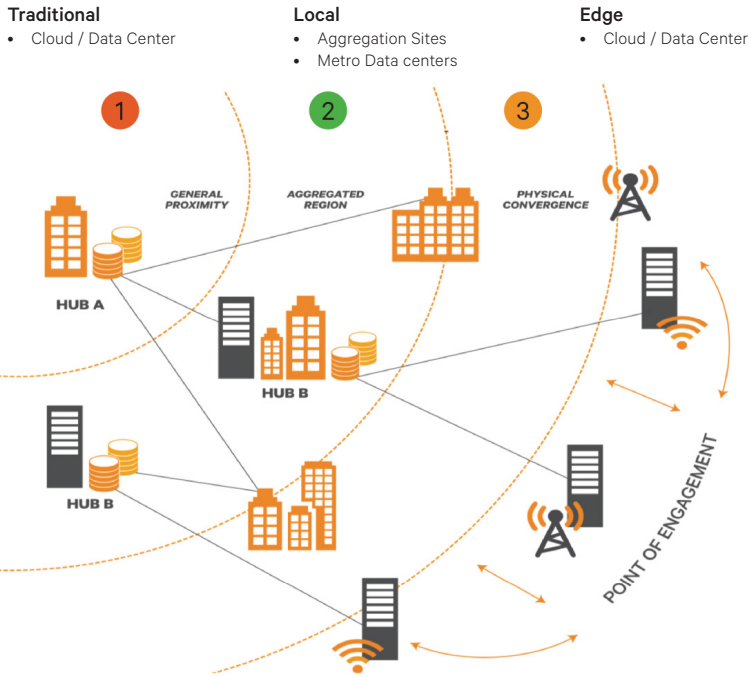 Traditional
• Cloud / Data Center
Local
• Aggregation Sites
• Metro Data centers
Edge
• Cloud / Data Center
1
2
3
GENERAL
PROXIMITY
AGGREGATED
REGION
PHYSICAL
CONVERGENCE
HUB A
HUB B
HUB B
POINT OF ENGAGEMENT